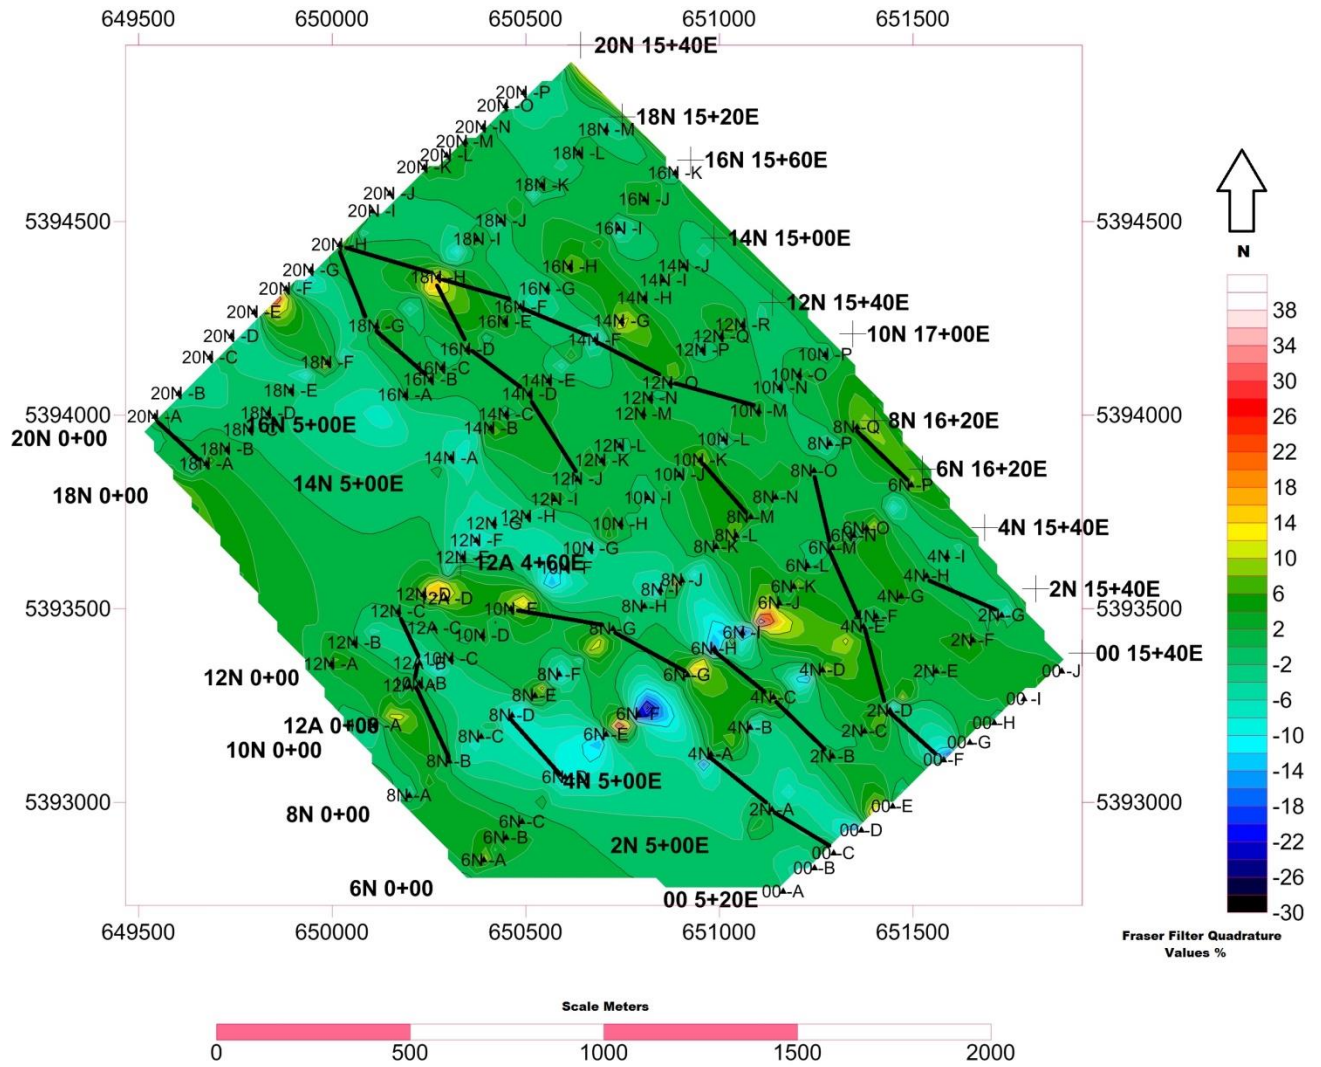 649500 650000 650500 651000 651500
20N 15+40E
20N -P
20N -O
18N 15+20E
20N -N
18N -M
20N -M
20N -L
18N -L
16N 15+60E
20N -K
16N -K
18N -K
20N -J
16N -J
20N -I
5394500
18N -J
16N -I
5394500
20N -H
18N -I
14N 15+00E
20N -G
16N -H
14N -J
18N -H
14N -I
20N -F
16N -G
14N -H
12N 15+40E
20N -E
16N -F
18N -G
16N -E
14N -G
12N -R
20N -D
14N -F
12N -Q
10N 17+00E
20N -C
16N -D
12N -P
10N -P
18N -F
16N -C
10N -O
20N -B
18N -E
16N -B
14N -E
12N -O
10N -N
16N -A
14N -D
12N -N
20N -A
18N -D
14N -C
12N -M
10N -M
5394000
16N 5+00E
5394000
20N 0+00
14N -B
8N -Q
8N 16+20E
18N -B
12N -L
10N -L
8N -P
18N -A
14N -A
12N -K
10N -K
6N 16+20E
14N 5+00E
12N -J
10N -J
8N -O
6N -P
18N 0+00
12N -I
10N -I
8N -N
12N -G
12N -H
10N -H
8N -M
6N -O
4N 15+40E
12N -F
8N -L
6N -N
12N -E
12A 4+60E
10N -G
8N -K
6N -M
4N -I
6N -L
4N -H
12N -D
12A -D
8N -J
8N -I
6N -K
2N 15+40E
5393500
12N -C
10N -E
8N -H
6N -J
4N -G
5393500
12A -C
8N -G
6N -I
4N -F
2N -G
12N -B
10N -D
4N -E
12N -A
12A -B
10N -C
6N -H
2N -F
00 15+40E
12N 0+00
12A -A
10N -B
8N -F
6N -G
4N -D
2N -E
00 -J
8N -E
4N -C
00 -I
12A 0+00
8N -D
6N -F
2N -D
00 -H
10N 0+00
8N -C
6N -E
4N -B
2N -C
00 -G
8N -B
4N -A
2N -B
00 -F
8N -A
6N -D
4N 5+00E
5393000
2N -A
00 -E
5393000
8N 0+00
6N -C
00 -D
6N -B
2N 5+00E
00 -C
6N -A
00 -B
6N 0+00
00 5+20E
00 -A
649500 650000 650500 651000 651500
N
38
34
30
26
22
18
14
10
6
2
-2
-6
-10
-14
-18
-22
-26
-30
Fraser Filter Quadrature
Values %
Scale Meters
0 500 1000 1500 2000